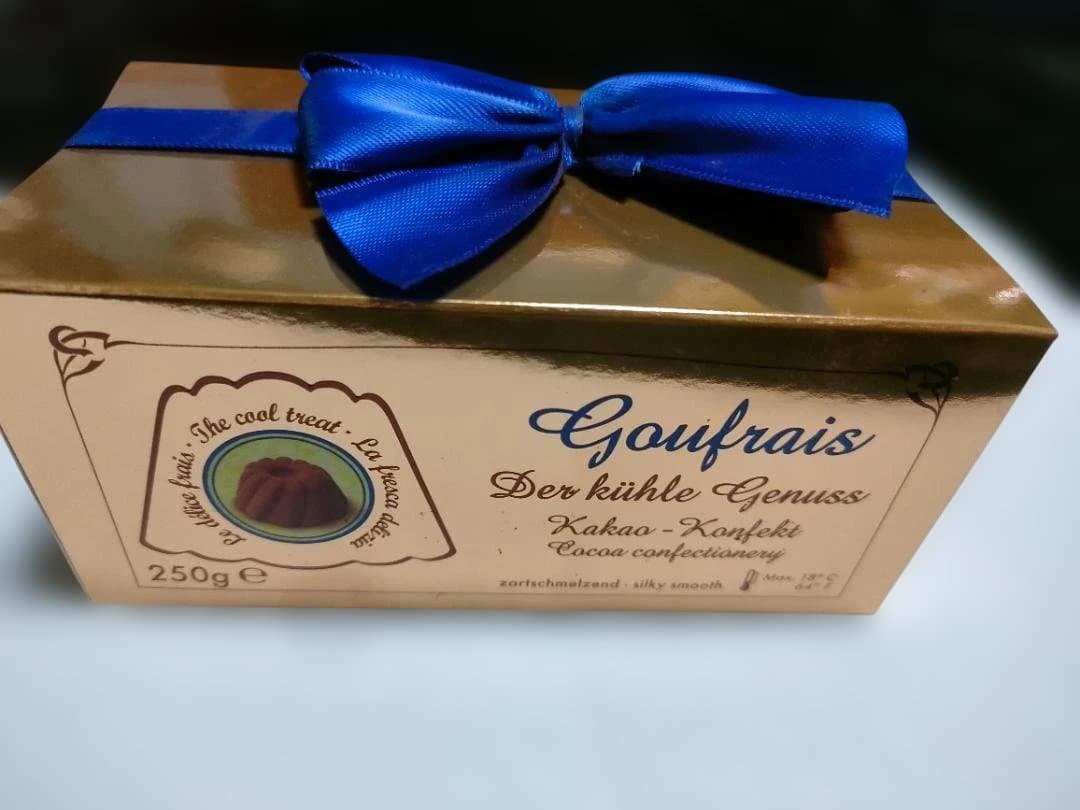 Le délice frais · The cool treat · La fresca delizia
250g ℮
Goufrais
Der kühle Genuss
Kakao - Konfekt
Cocoa confectionery
zartschmelzend · silky smooth
Max. 18° C
64° F